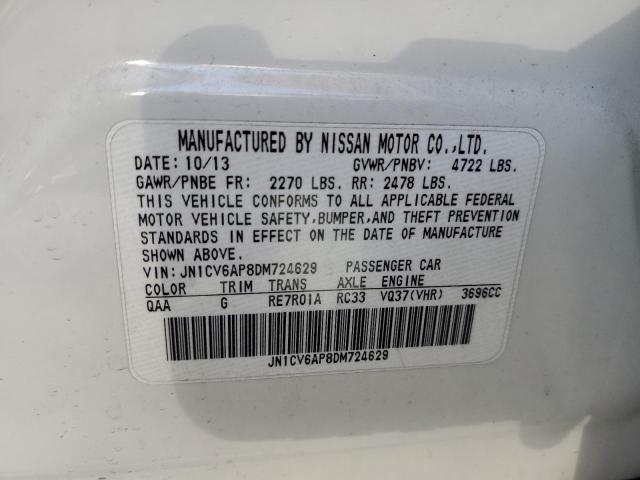 MANUFACTURED BY NISSAN MOTOR CO.,LTD.
DATE: 10/13 GVWR/PNBV: 4722 LBS.
GAWR/PNBE FR: 2270 LBS. RR: 2478 LBS.
THIS VEHICLE CONFORMS TO ALL APPLICABLE FEDERAL
MOTOR VEHICLE SAFETY,BUMPER,AND THEFT PREVENTION
STANDARDS IN EFFECT ON THE DATE OF MANUFACTURE
SHOWN ABOVE.
VIN: JN1CV6AP8DM724629 PASSENGER CAR
COLOR TRIM TRANS AXLE ENGINE
QAA G RE7R01A RC33 VQ37(VHR) 3696CC
JN1CV6AP8DM724629